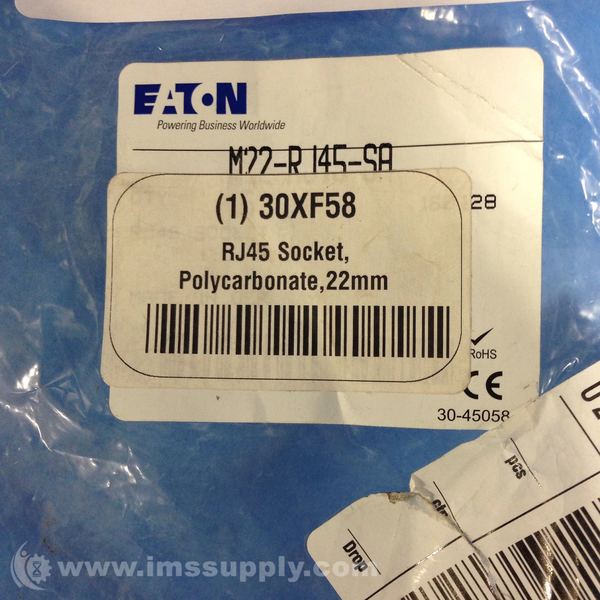 EATON
Powering Business Worldwide
M22-RJ45-SA
28
(1) 30XF58
RJ45 Socket,
Polycarbonate,22mm
RoHS
CE
30-45058
pcs
Drop
www.imssupply.com